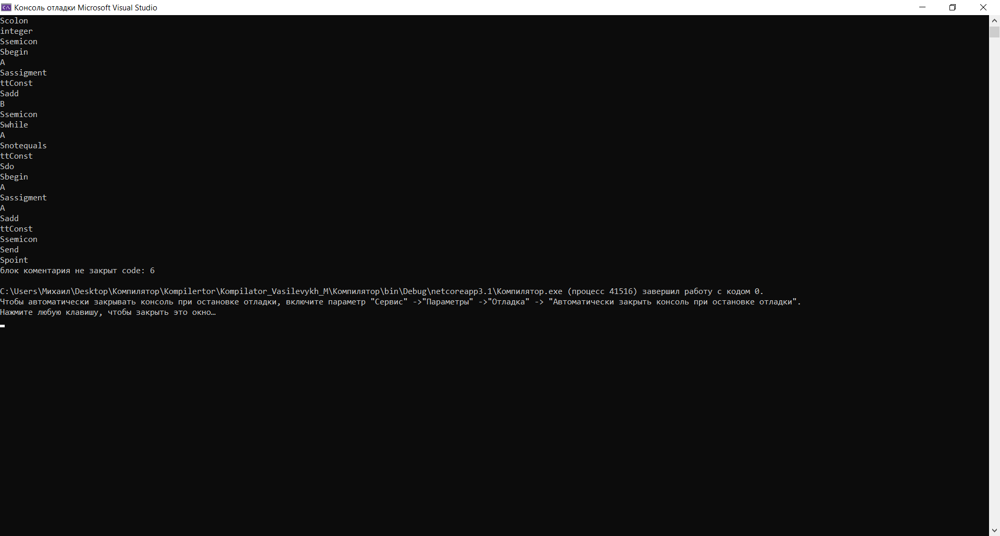 Консоль отладки Microsoft Visual Studio
Scolon
integer
Ssemicon
Sbegin
A
Sassigment
ttConst
Sadd
B
Ssemicon
Swhile
A
Snotequals
ttConst
Sdo
Sbegin
A
Sassigment
A
Sadd
ttConst
Ssemicon
Send
Spoint
блок коментария не закрыт code: 6
C:\Users\Михаил\Desktop\Компилятор\Kompilertor\Kompilator_Vasilevykh_M\Компилятор\bin\Debug\netcoreapp3.1\Компилятор.exe (процесс 41516) завершил работу с кодом 0.
Чтобы автоматически закрывать консоль при остановке отладки, включите параметр "Сервис" ->"Параметры" ->"Отладка" -> "Автоматически закрыть консоль при остановке отладки".
Нажмите любую клавишу, чтобы закрыть это окно…